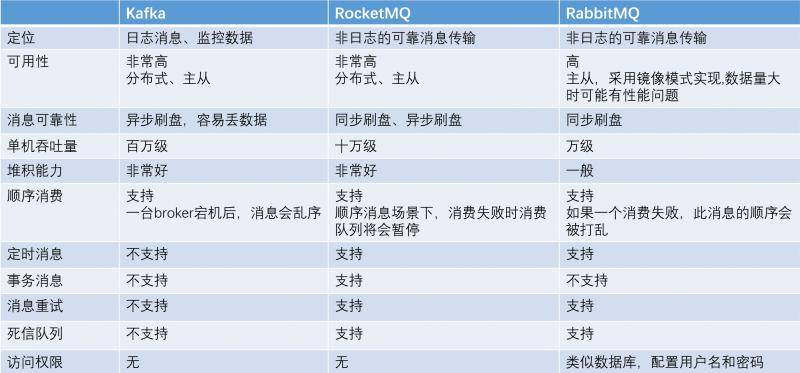 Kafka RocketMQ RabbitMQ
定位 日志消息、监控数据 非日志的可靠消息传输 非日志的可靠消息传输
可用性 非常高 非常高 高
分布式、主从 分布式、主从 主从，采用镜像模式实现,数据量大
时可能有性能问题
消息可靠性 异步刷盘，容易丢数据 同步刷盘、异步刷盘 同步刷盘
单机吞吐量 百万级 十万级 万级
堆积能力 非常好 非常好 一般
顺序消费 支持 支持 支持
一台broker宕机后，消息会乱序 顺序消息场景下，消费失败时消费 如果一个消费失败，此消息的顺序会
队列将会暂停 被打乱
定时消息 不支持 支持 支持
事务消息 不支持 支持 不支持
消息重试 不支持 支持 支持
死信队列 不支持 支持 支持
访问权限 无 无 类似数据库，配置用户名和密码